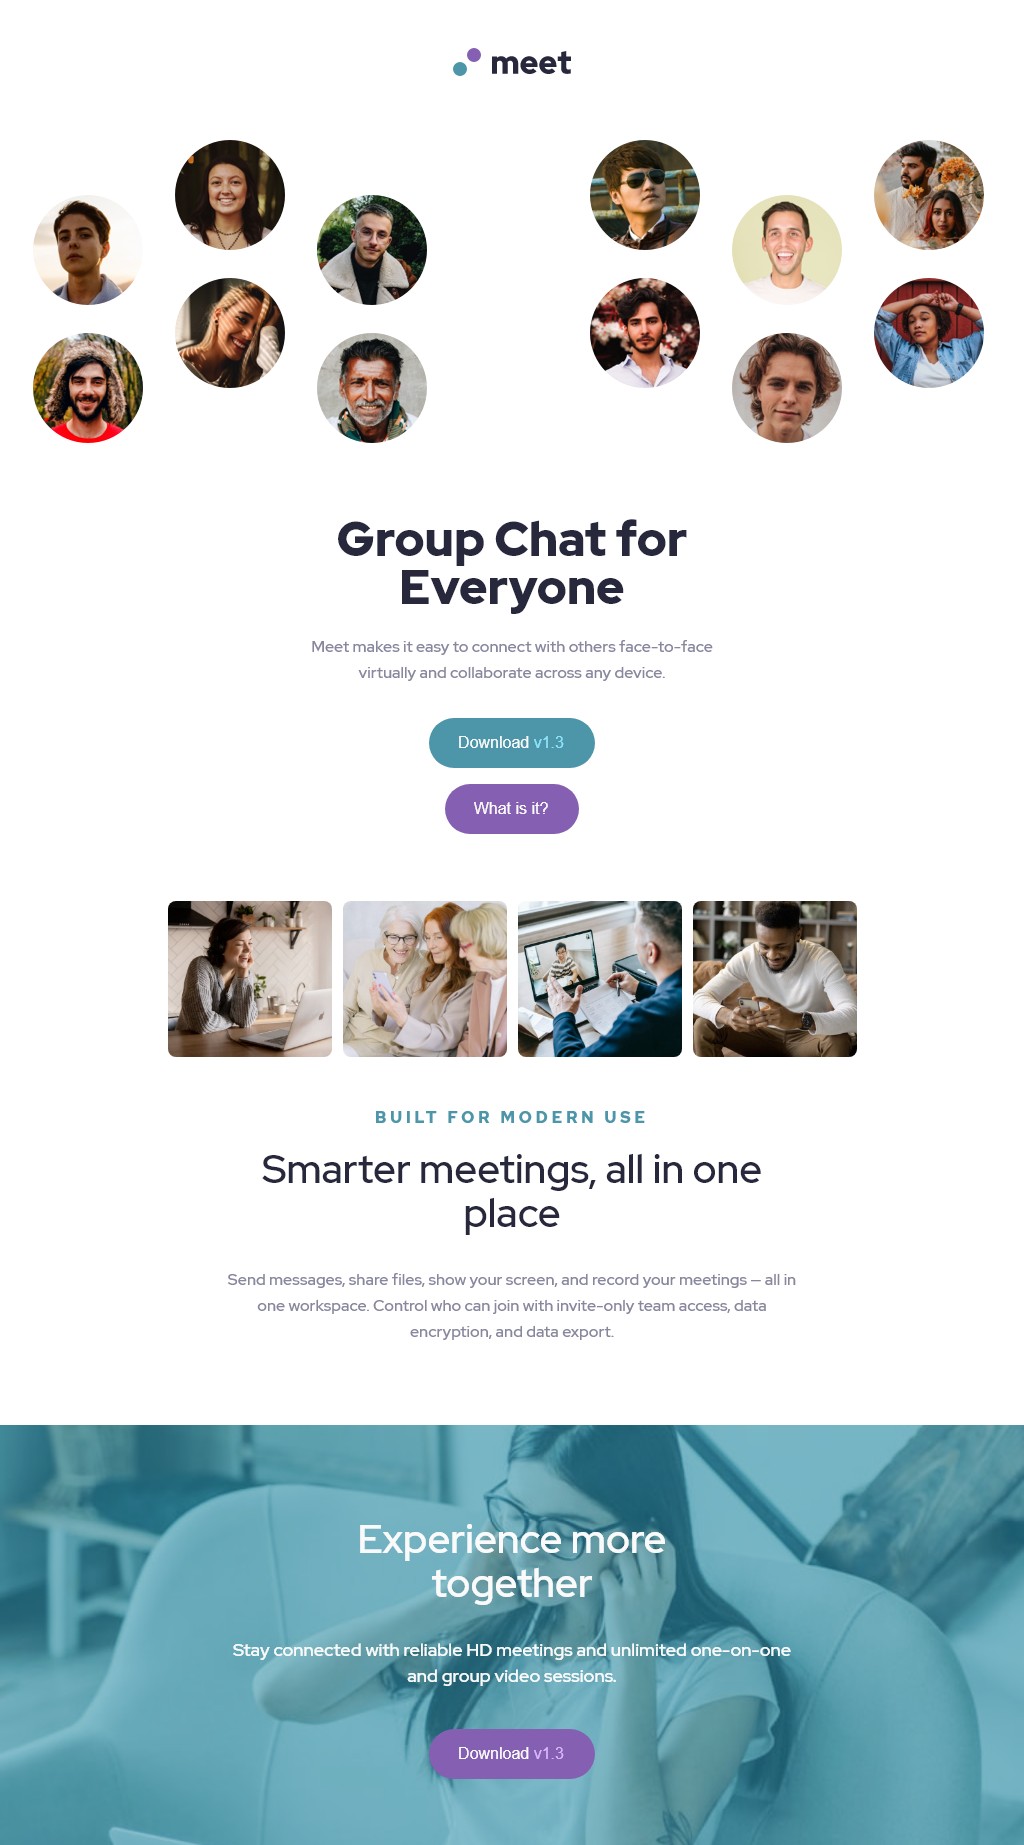 meet
Group Chat for
Everyone
Meet makes it easy to connect with others face-to-face
virtually and collaborate across any device.
Download v1.3
What is it?
BUILT FOR MODERN USE
Smarter meetings, all in one
place
Send messages, share files, show your screen, and record your meetings — all in
one workspace. Control who can join with invite-only team access, data
encryption, and data export.
Experience more
together
Stay connected with reliable HD meetings and unlimited one-on-one
and group video sessions.
Download v1.3